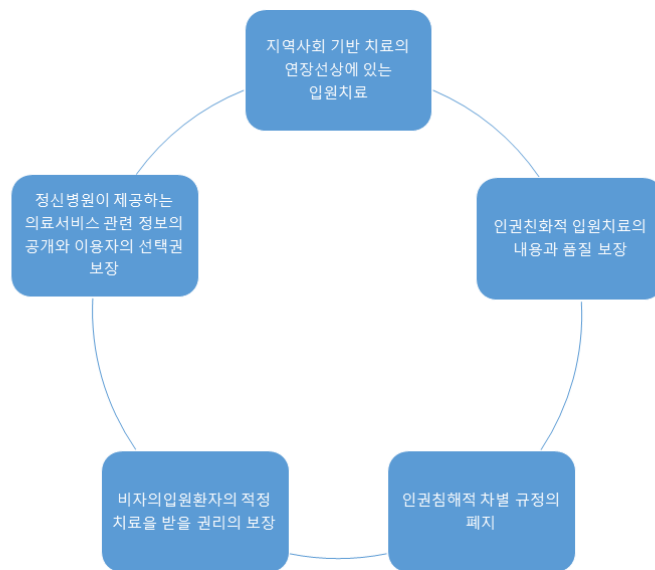 지역사회 기반 치료의
연장선상에 있는
입원치료
인권친화적 입원치료의
내용과 품질 보장
인권침해적 차별 규정의
폐지
비자의입원환자의 적정
치료을 받을 권리의 보장
정신병원이 제공하는
의료서비스 관련 정보의
공개와 이용자의 선택권
보장